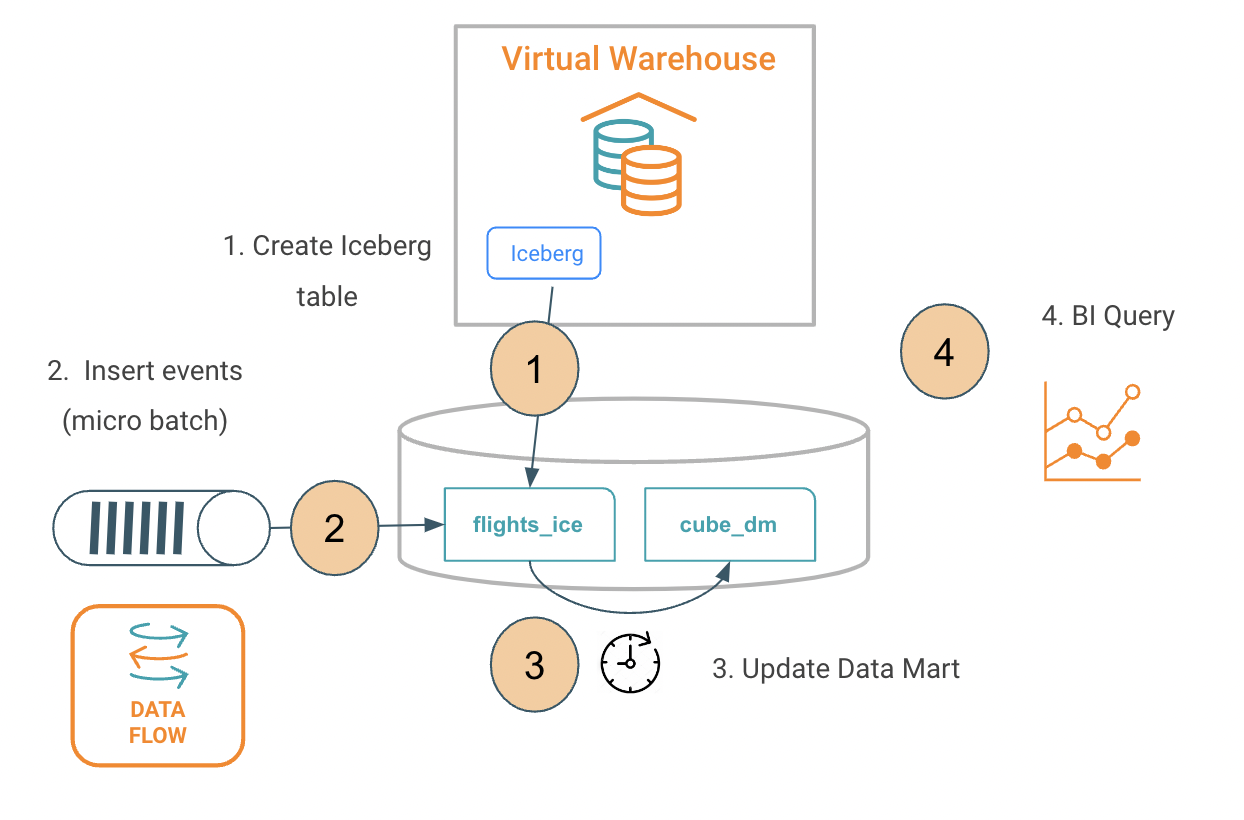 Virtual Warehouse
1. Create Iceberg
table
Iceberg
1
4
4. BI Query
2. Insert events
(micro batch)
2
flights_ice
cube_dm
3
3. Update Data Mart
DATA
FLOW